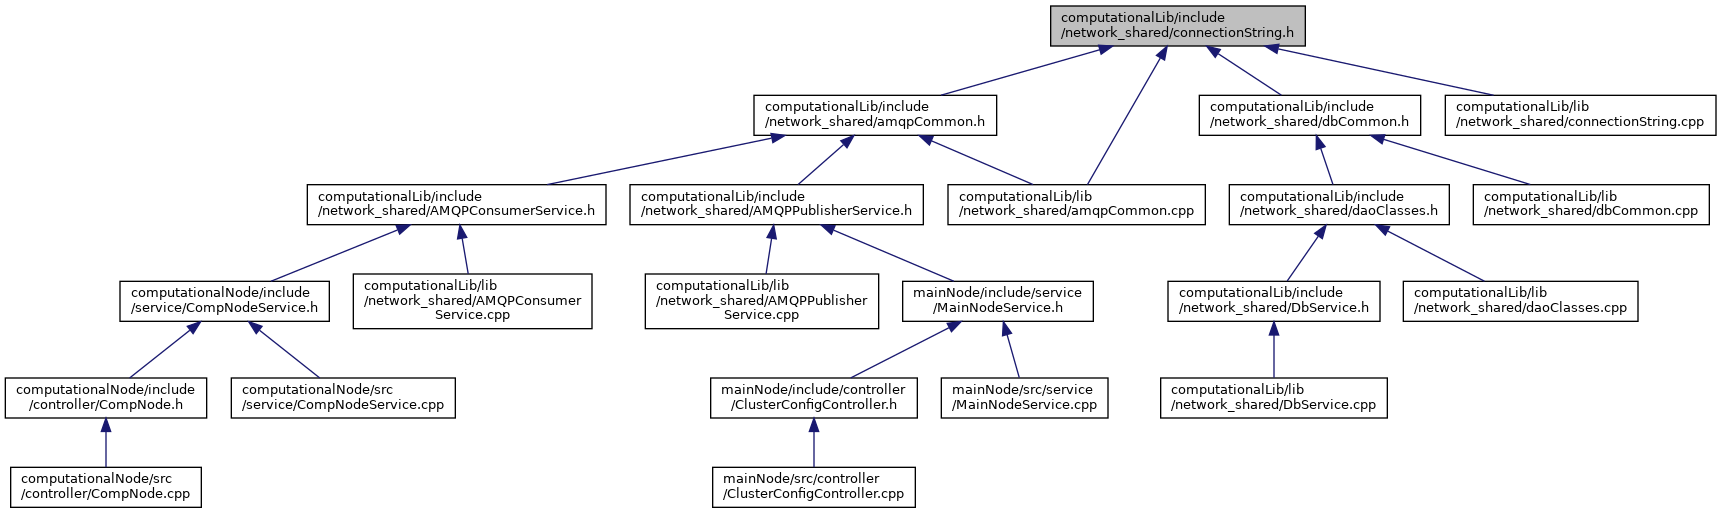 computationalLib/include
/network_shared/connectionString.h
computationalLib/include
/network_shared/amqpCommon.h
computationalLib/include
/network_shared/dbCommon.h
computationalLib/lib
/network_shared/connectionString.cpp
computationalLib/include
/network_shared/AMQPConsumerService.h
computationalLib/include
/network_shared/AMQPPublisherService.h
computationalLib/lib
/network_shared/amqpCommon.cpp
computationalLib/include
/network_shared/daoClasses.h
computationalLib/lib
/network_shared/dbCommon.cpp
computationalNode/include
/service/CompNodeService.h
computationalLib/lib
/network_shared/AMQPConsumer
Service.cpp
computationalLib/lib
/network_shared/AMQPPublisher
Service.cpp
mainNode/include/service
/MainNodeService.h
computationalLib/include
/network_shared/DbService.h
computationalLib/lib
/network_shared/daoClasses.cpp
computationalNode/include
/controller/CompNode.h
computationalNode/src
/service/CompNodeService.cpp
mainNode/include/controller
/ClusterConfigController.h
mainNode/src/service
/MainNodeService.cpp
computationalLib/lib
/network_shared/DbService.cpp
computationalNode/src
/controller/CompNode.cpp
mainNode/src/controller
/ClusterConfigController.cpp